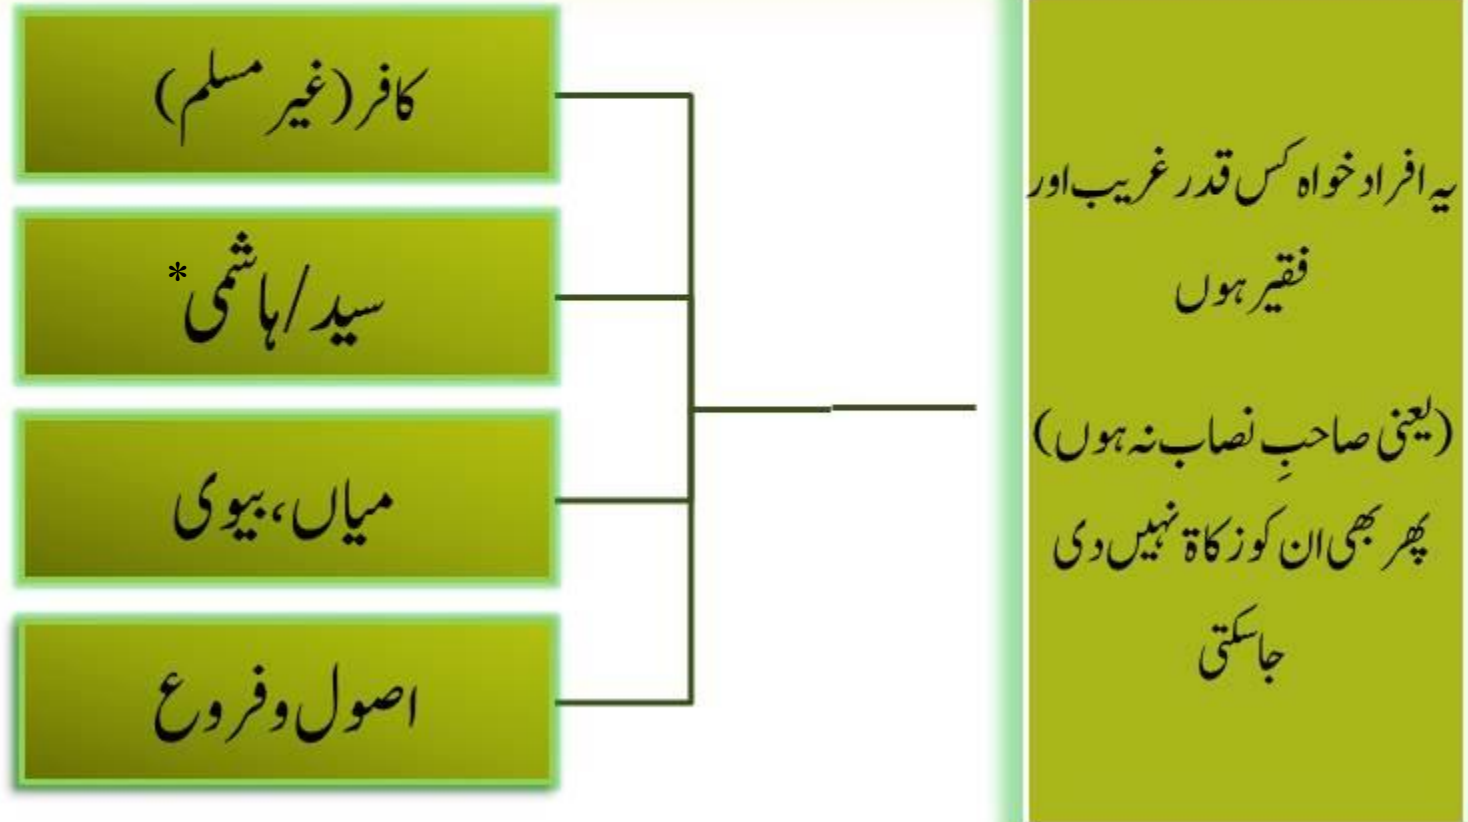 یہ افراد خواہ کس قدر غریب اور
فقیر ہوں
(یعنی صاحبِ نصاب نہ ہوں)
پھر بھی ان کو زکاۃ نہیں دی
جاسکتی
کافر (غیر مسلم)
سید/ہاشمی*
میاں، بیوی
اصول و فروع